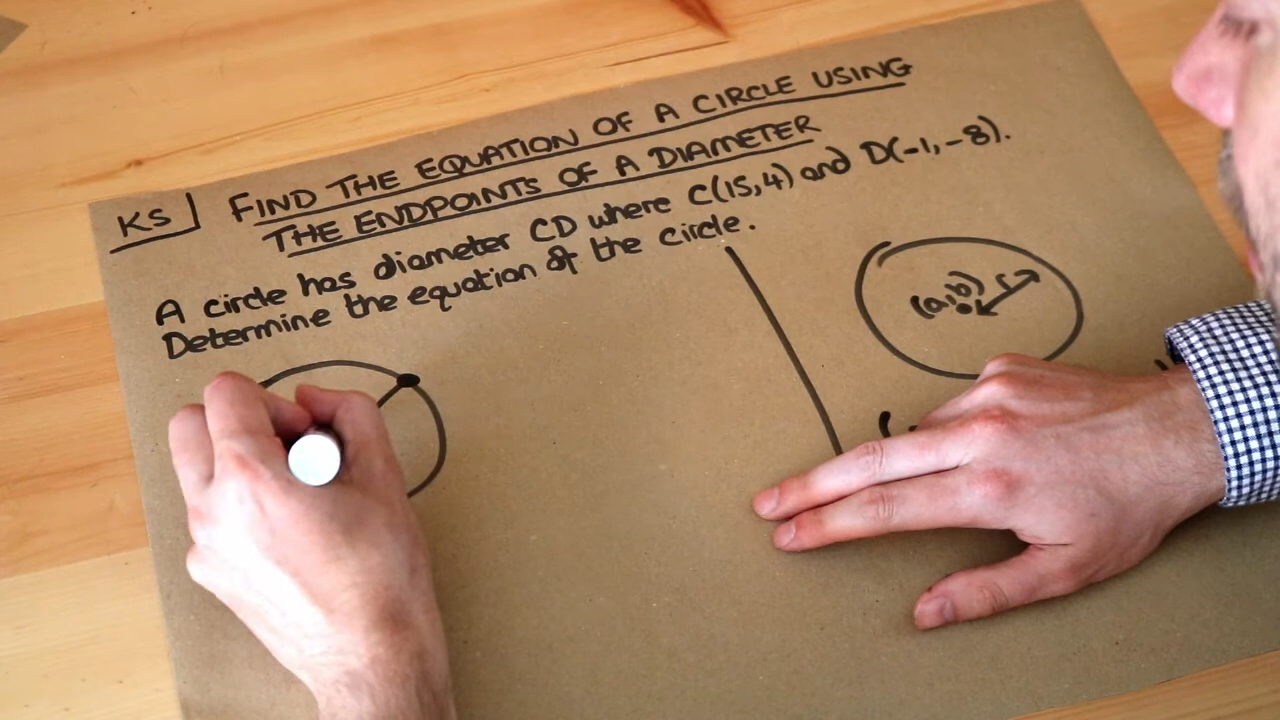 KS FIND THE EQUATION OF A CIRCLE USING
THE ENDPOINTS OF A DIAMETER
A circle has diameter CD where C(15,4) and D(-1,-8).
Determine the equation of the circle.
(a,b) r